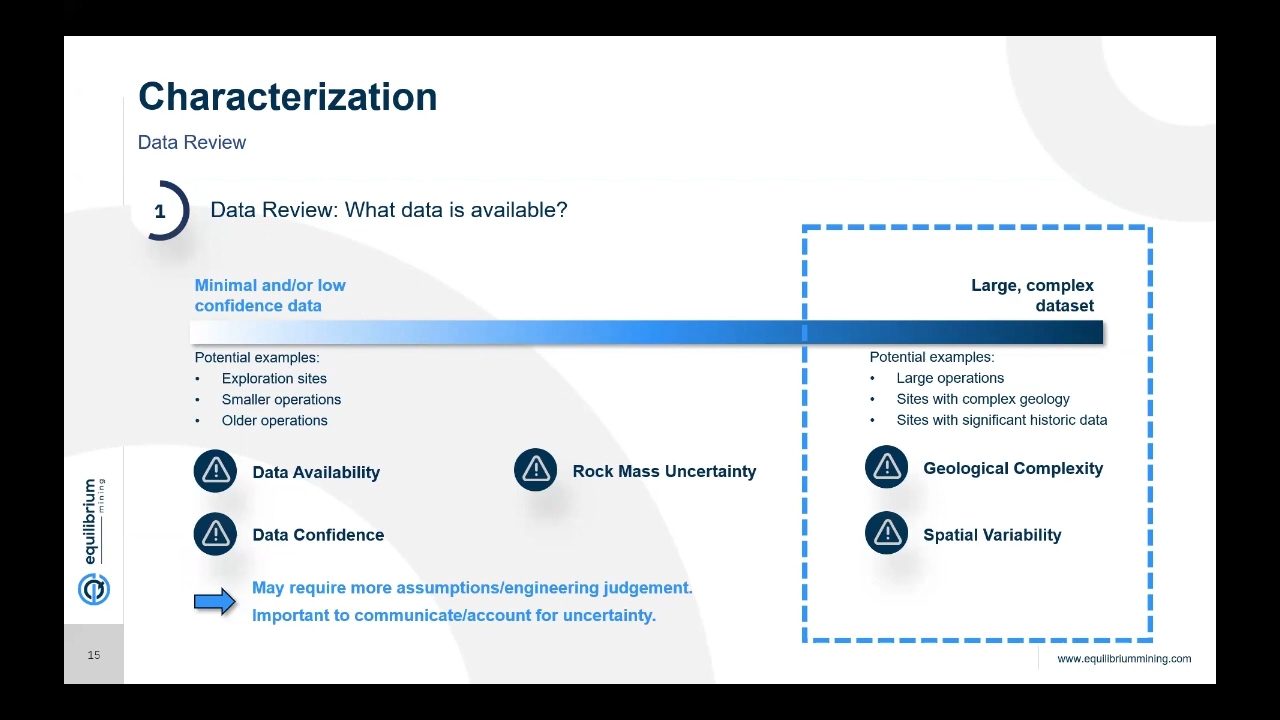 Characterization
Data Review
1
Data Review: What data is available?
Minimal and/or low
confidence data
Large, complex
dataset
Potential examples:
• Exploration sites
• Smaller operations
• Older operations
Potential examples:
• Large operations
• Sites with complex geology
• Sites with significant historic data
Data Availability
Rock Mass Uncertainty
Geological Complexity
Data Confidence
Spatial Variability
May require more assumptions/engineering judgement.
Important to communicate/account for uncertainty.
equilibrium
mining
15
www.equilibriummining.com